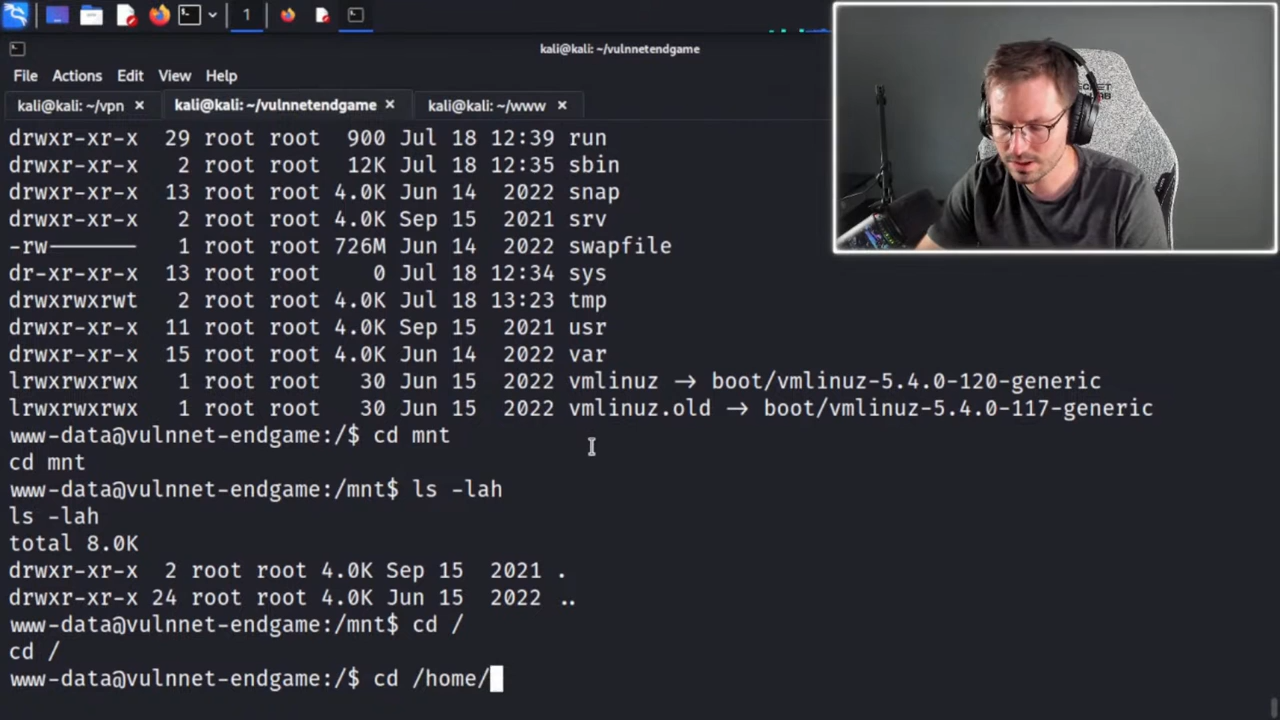 1
kali@kali: ~/vulnnetendgame
File Actions Edit View Help
kali@kali: ~/vpn × kali@kali: ~/vulnnetendgame × kali@kali: ~/www ×
drwxr-xr-x 29 root root 900 Jul 18 12:39 run
drwxr-xr-x 2 root root 12K Jul 18 12:35 sbin
drwxr-xr-x 13 root root 4.0K Jun 14 2022 snap
drwxr-xr-x 2 root root 4.0K Sep 15 2021 srv
-rw------- 1 root root 726M Jun 14 2022 swapfile
dr-xr-xr-x 13 root root 0 Jul 18 12:34 sys
drwxrwxrwt 2 root root 4.0K Jul 18 13:23 tmp
drwxr-xr-x 11 root root 4.0K Sep 15 2021 usr
drwxr-xr-x 15 root root 4.0K Jun 14 2022 var
lrwxrwxrwx 1 root root 30 Jun 15 2022 vmlinuz -> boot/vmlinuz-5.4.0-120-generic
lrwxrwxrwx 1 root root 30 Jun 15 2022 vmlinuz.old -> boot/vmlinuz-5.4.0-117-generic
www-data@vulnnet-endgame:/$ cd mnt
cd mnt
www-data@vulnnet-endgame:/mnt$ ls -lah
ls -lah
total 8.0K
drwxr-xr-x 2 root root 4.0K Sep 15 2021 .
drwxr-xr-x 24 root root 4.0K Jun 15 2022 ..
www-data@vulnnet-endgame:/mnt$ cd /
cd /
www-data@vulnnet-endgame:/$ cd /home/